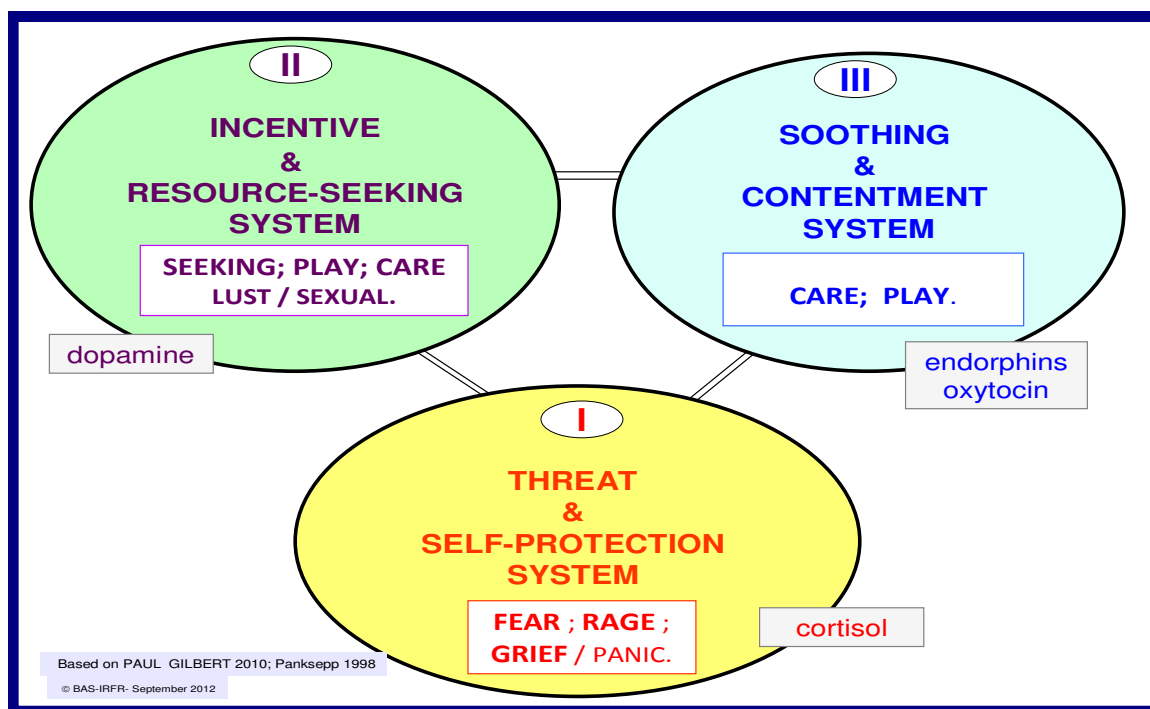 II
INCENTIVE
&
RESOURCE-SEEKING
SYSTEM
SEEKING; PLAY; CARE
LUST / SEXUAL.
dopamine
III
SOOTHING
&
CONTENTMENT
SYSTEM
CARE; PLAY.
endorphins
oxytocin
I
THREAT
&
SELF-PROTECTION
SYSTEM
FEAR ; RAGE ;
GRIEF / PANIC.
cortisol
Based on PAUL GILBERT 2010; Panksepp 1998
© BAS-IRFR- September 2012